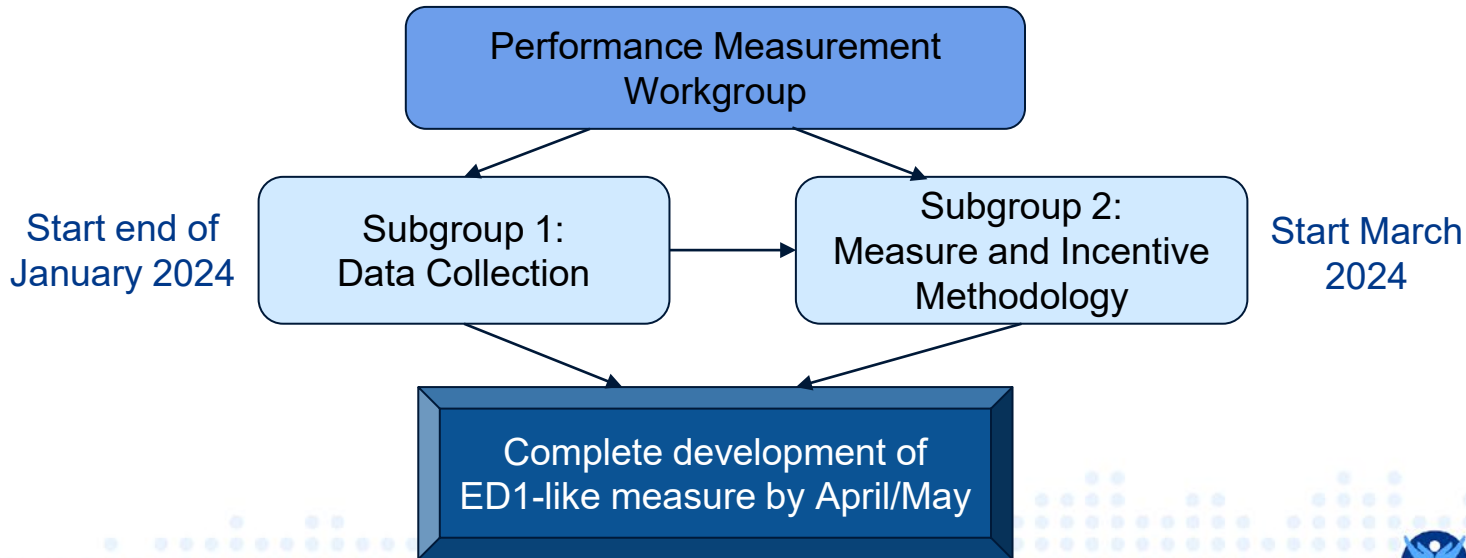 Performance Measurement
Workgroup
Start end of
January 2024
Subgroup 1:
Data Collection
Subgroup 2:
Measure and Incentive
Methodology
Start March
2024
Complete development of
ED1-like measure by April/May